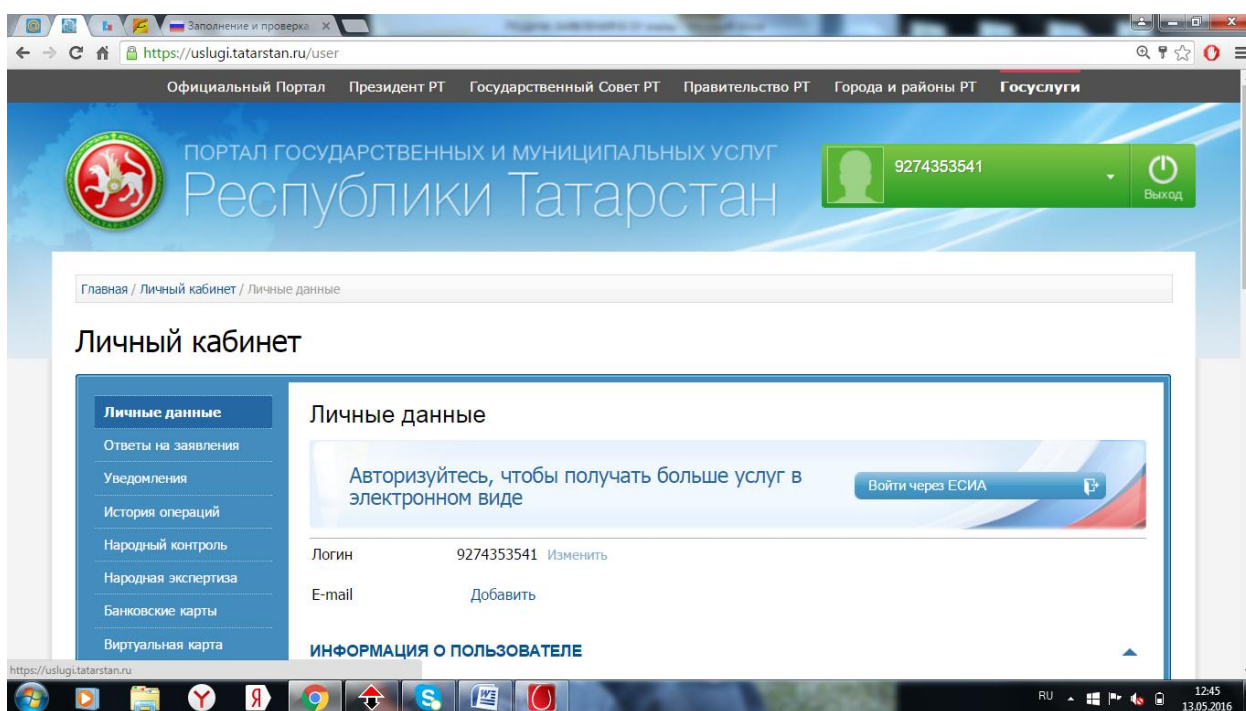 Заполнение и проверка
https://uslugi.tatarstan.ru/user
Официальный Портал Президент РТ Государственный Совет РТ Правительство РТ Города и районы РТ Госуслуги
ПОРТАЛ ГОСУДАРСТВЕННЫХ И МУНИЦИПАЛЬНЫХ УСЛУГ
Республики Татарстан
9274353541
Выход
Главная / Личный кабинет / Личные данные
Личный кабинет
Личные данные
Ответы на заявления
Уведомления
История операций
Народный контроль
Народная экспертиза
Банковские карты
Виртуальная карта
Личные данные
Авторизуйтесь, чтобы получать больше услуг в
электронном виде
Войти через ЕСИА
Логин 9274353541 Изменить
E-mail Добавить
ИНФОРМАЦИЯ О ПОЛЬЗОВАТЕЛЕ
https://uslugi.tatarstan.ru
RU 12:45
13.05.2016